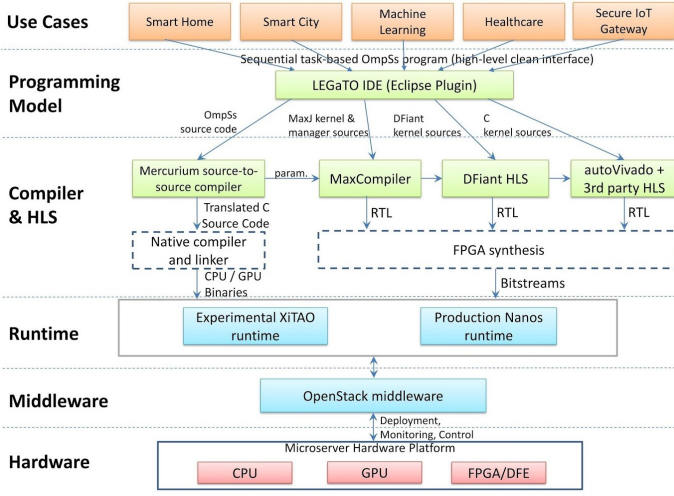 Use Cases
Smart Home
Smart City
Machine
Learning
Healthcare
Secure IoT
Gateway
Sequential task-based OmpSs program (high-level clean interface)
Programming
Model
LEGaTO IDE (Eclipse Plugin)
OmpSs
source code
MaxJ kernel &
manager sources
DFiant
kernel sources
C
kernel sources
Compiler
& HLS
Mercurium source-to-
source compiler
param.
MaxCompiler
DFiant HLS
autoVivado +
3rd party HLS
Translated C
Source Code
RTL
RTL
RTL
Native compiler
and linker
FPGA synthesis
CPU / GPU
Binaries
Bitstreams
Runtime
Experimental XiTAO
runtime
Production Nanos
runtime
Middleware
OpenStack middleware
Deployment,
Monitoring, Control
Hardware
Microserver Hardware Platform
CPU
GPU
FPGA/DFE